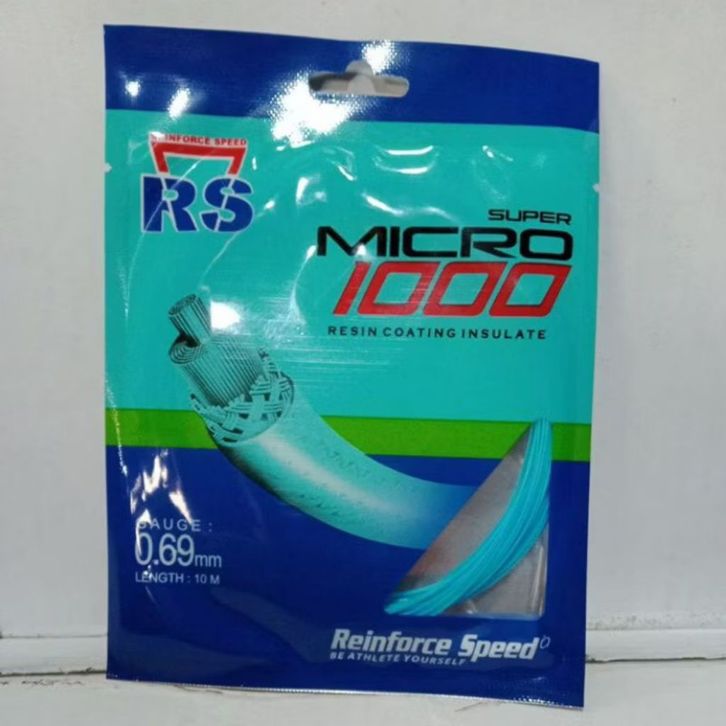 REINFORCE SPEED
RS
SUPER
MICRO
1000
RESIN COATING INSULATE
GAUGE :
0.69mm
LENGTH : 10 M
Reinforce Speed
BE ATHLETE YOURSELF